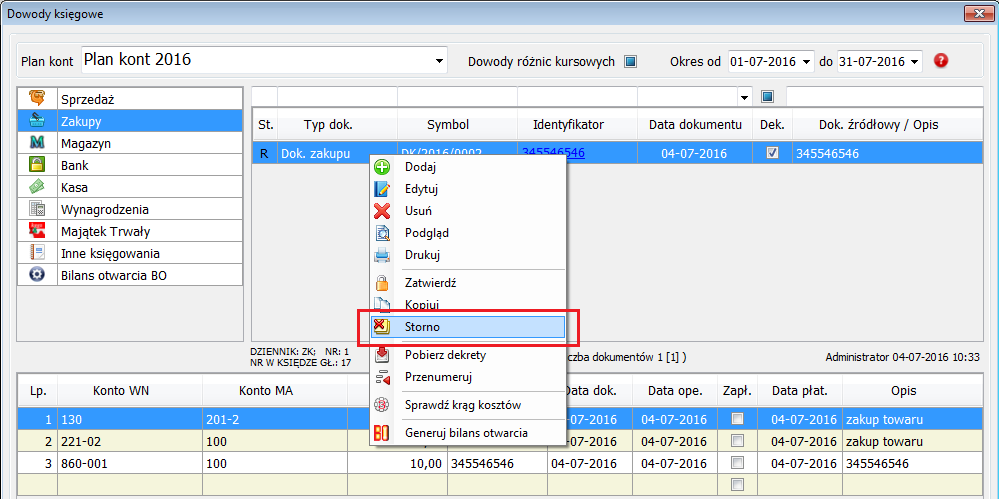 Dowody księgowe
Plan kont Plan kont 2016 Dowody różnic kursowych Okres od 01-07-2016 do 31-07-2016
Sprzedaż
Zakupy
Magazyn
Bank
Kasa
Wynagrodzenia
Majątek Trwały
Inne księgowania
Bilans otwarcia BO
St. Typ dok. Symbol Identyfikator Data dokumentu Dek. Dok. źródłowy / Opis
R Dok. zakupu DK/2016/0002 345546546 04-07-2016 345546546
Dodaj
Edytuj
Usuń
Podgląd
Drukuj
Zatwierdź
Kopiuj
Storno
Pobierz dekrety
Przenumeruj
Sprawdź krąg kosztów
Generuj bilans otwarcia
DZIENNIK: ZK; NR: 1
NR W KSIĘDZE GŁ.: 17
czba dokumentów 1 [1] )
Administrator 04-07-2016 10:33
Lp. Konto WN Konto MA Data dok. Data ope. Zapł. Data płat. Opis
1 130 201-2 04-07-2016 04-07-2016 04-07-2016 zakup towaru
2 221-02 100 04-07-2016 04-07-2016 04-07-2016 zakup towaru
3 860-001 100 10,00 345546546 04-07-2016 04-07-2016 04-07-2016 345546546